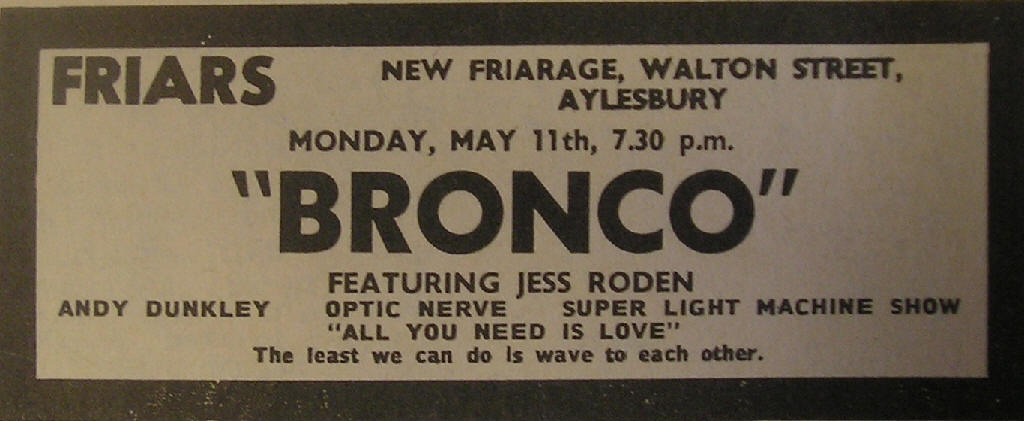 FRIARS
NEW FRIARAGE, WALTON STREET,
AYLESBURY
MONDAY, MAY 11th, 7.30 p.m.
"BRONCO"
FEATURING JESS RODEN
ANDY DUNKLEY OPTIC NERVE SUPER LIGHT MACHINE SHOW
"ALL YOU NEED IS LOVE"
The least we can do is wave to each other.